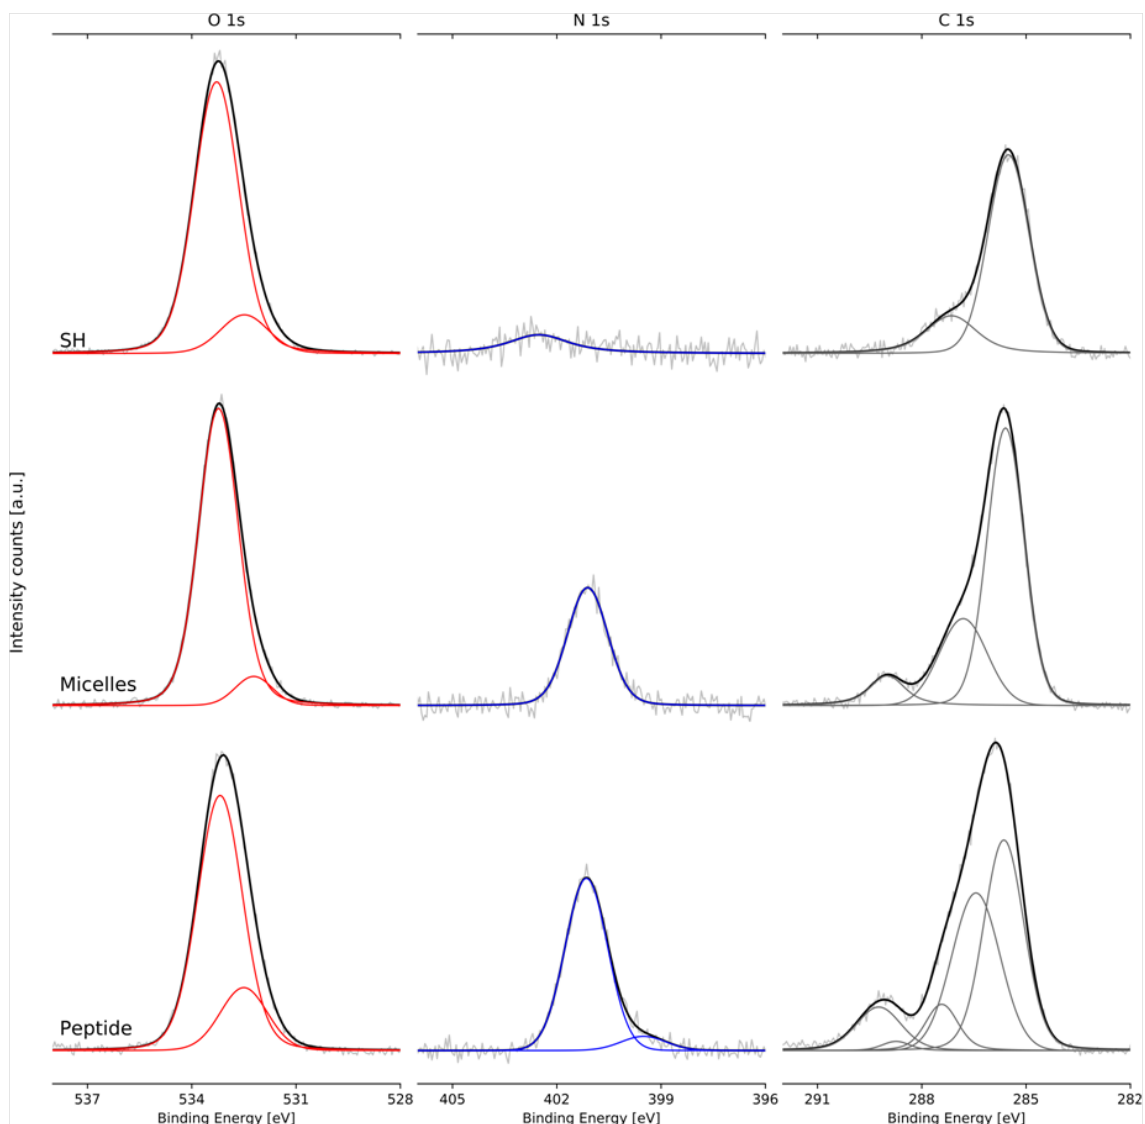 O 1s N 1s C 1s
SH
Micelles
Peptide
Intensity counts [a.u.]
537 534 531 528 405 402 399 396 291 288 285 282
Binding Energy [eV] Binding Energy [eV] Binding Energy [eV]